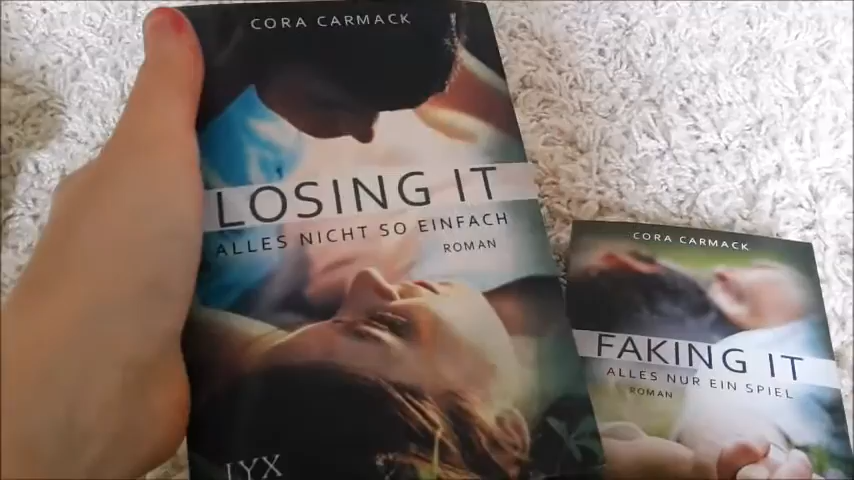 CORA CARMACK
LOSING IT
ALLES NICHT SO EINFACH
ROMAN
LYX
CORA CARMACK
FAKING IT
ALLES NUR EIN SPIEL
ROMAN